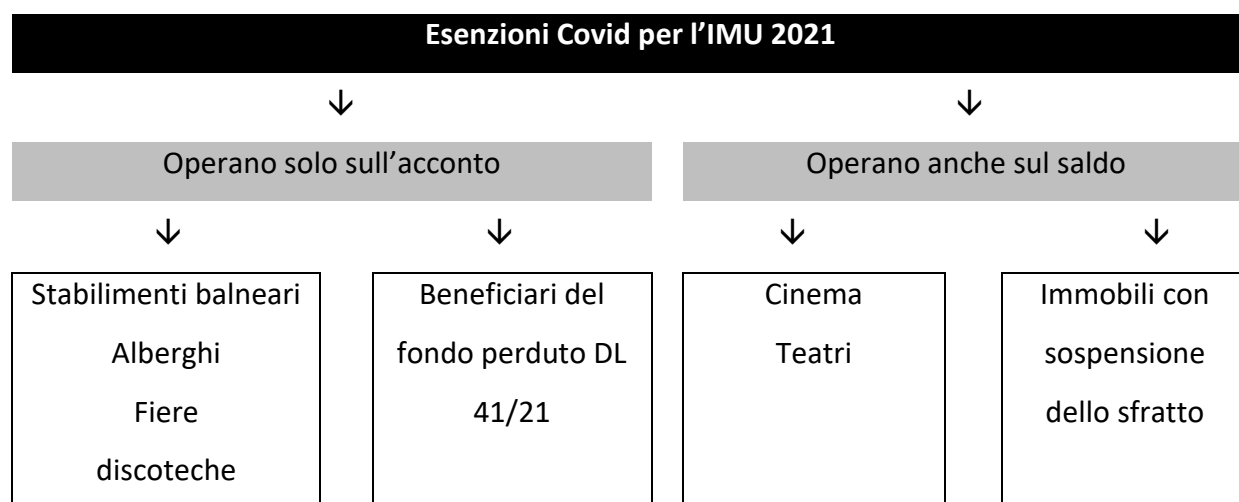 Esenzioni Covid per l’IMU 2021
Operano solo sull’acconto
Operano anche sul saldo
Stabilimenti balneari
Alberghi
Fiere
discoteche
Beneficiari del
fondo perduto DL
41/21
Cinema
Teatri
Immobili con
sospensione
dello sfratto